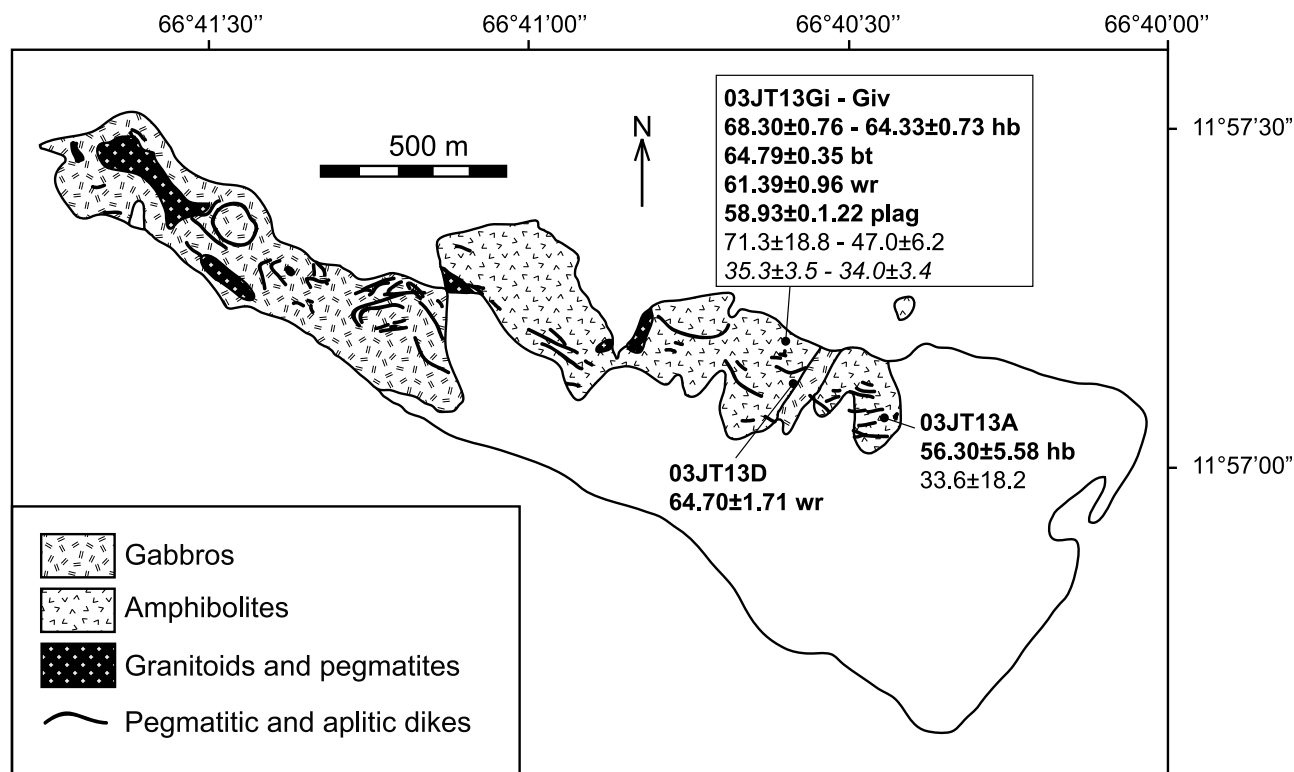 66°41’30’’ 66°41’00’’ 66°40’30’’ 66°40’00’’
11°57’30’’
11°57’00’’
500 m
N
03JT13Gi - Giv
68.30±0.76 - 64.33±0.73 hb
64.79±0.35 bt
61.39±0.96 wr
58.93±0.1.22 plag
71.3±18.8 - 47.0±6.2
35.3±3.5 - 34.0±3.4
03JT13A
56.30±5.58 hb
33.6±18.2
03JT13D
64.70±1.71 wr
Gabbros
Amphibolites
Granitoids and pegmatites
Pegmatitic and aplitic dikes